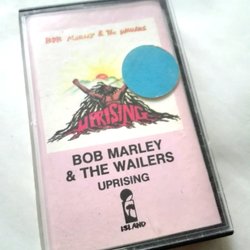 BOB MARLEY & THE WAILERS
UPRISING
BOB MARLEY
& THE WAILERS
UPRISING
ISLAND